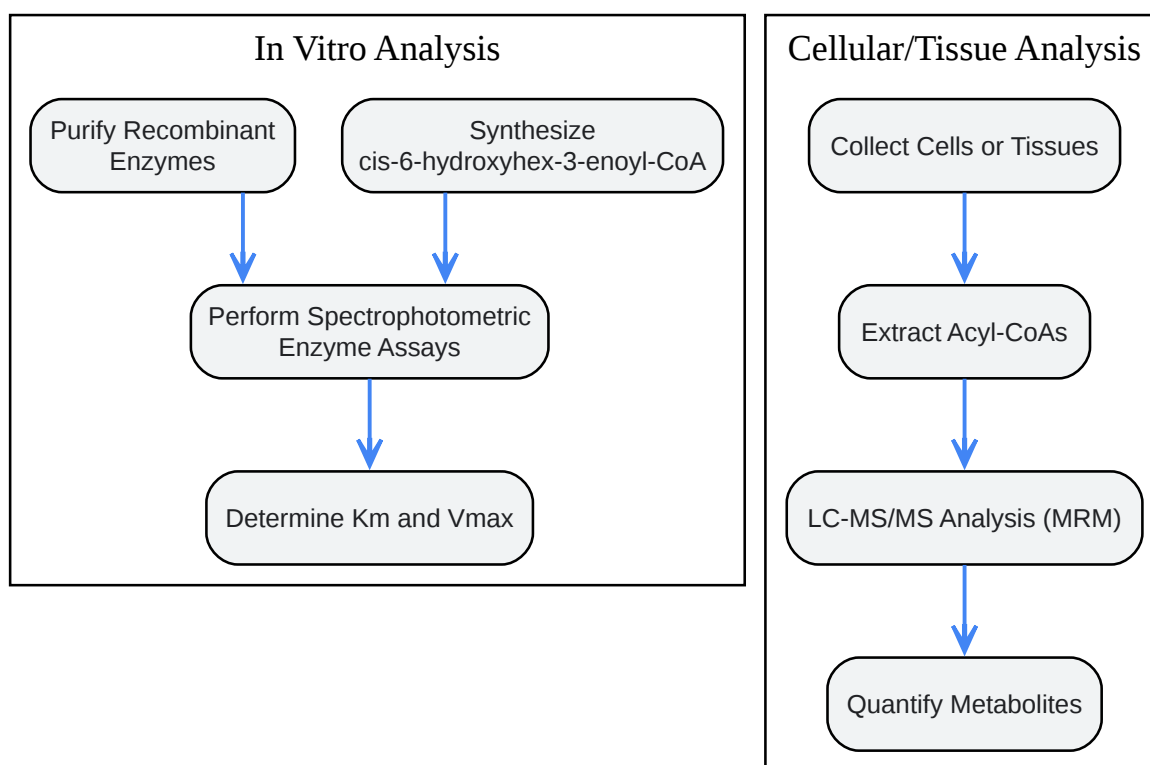 In Vitro Analysis
Purify Recombinant
Enzymes
Synthesize
cis-6-hydroxyhex-3-enoyl-CoA
Perform Spectrophotometric
Enzyme Assays
Determine Km and Vmax
Cellular/Tissue Analysis
Collect Cells or Tissues
Extract Acyl-CoAs
LC-MS/MS Analysis (MRM)
Quantify Metabolites